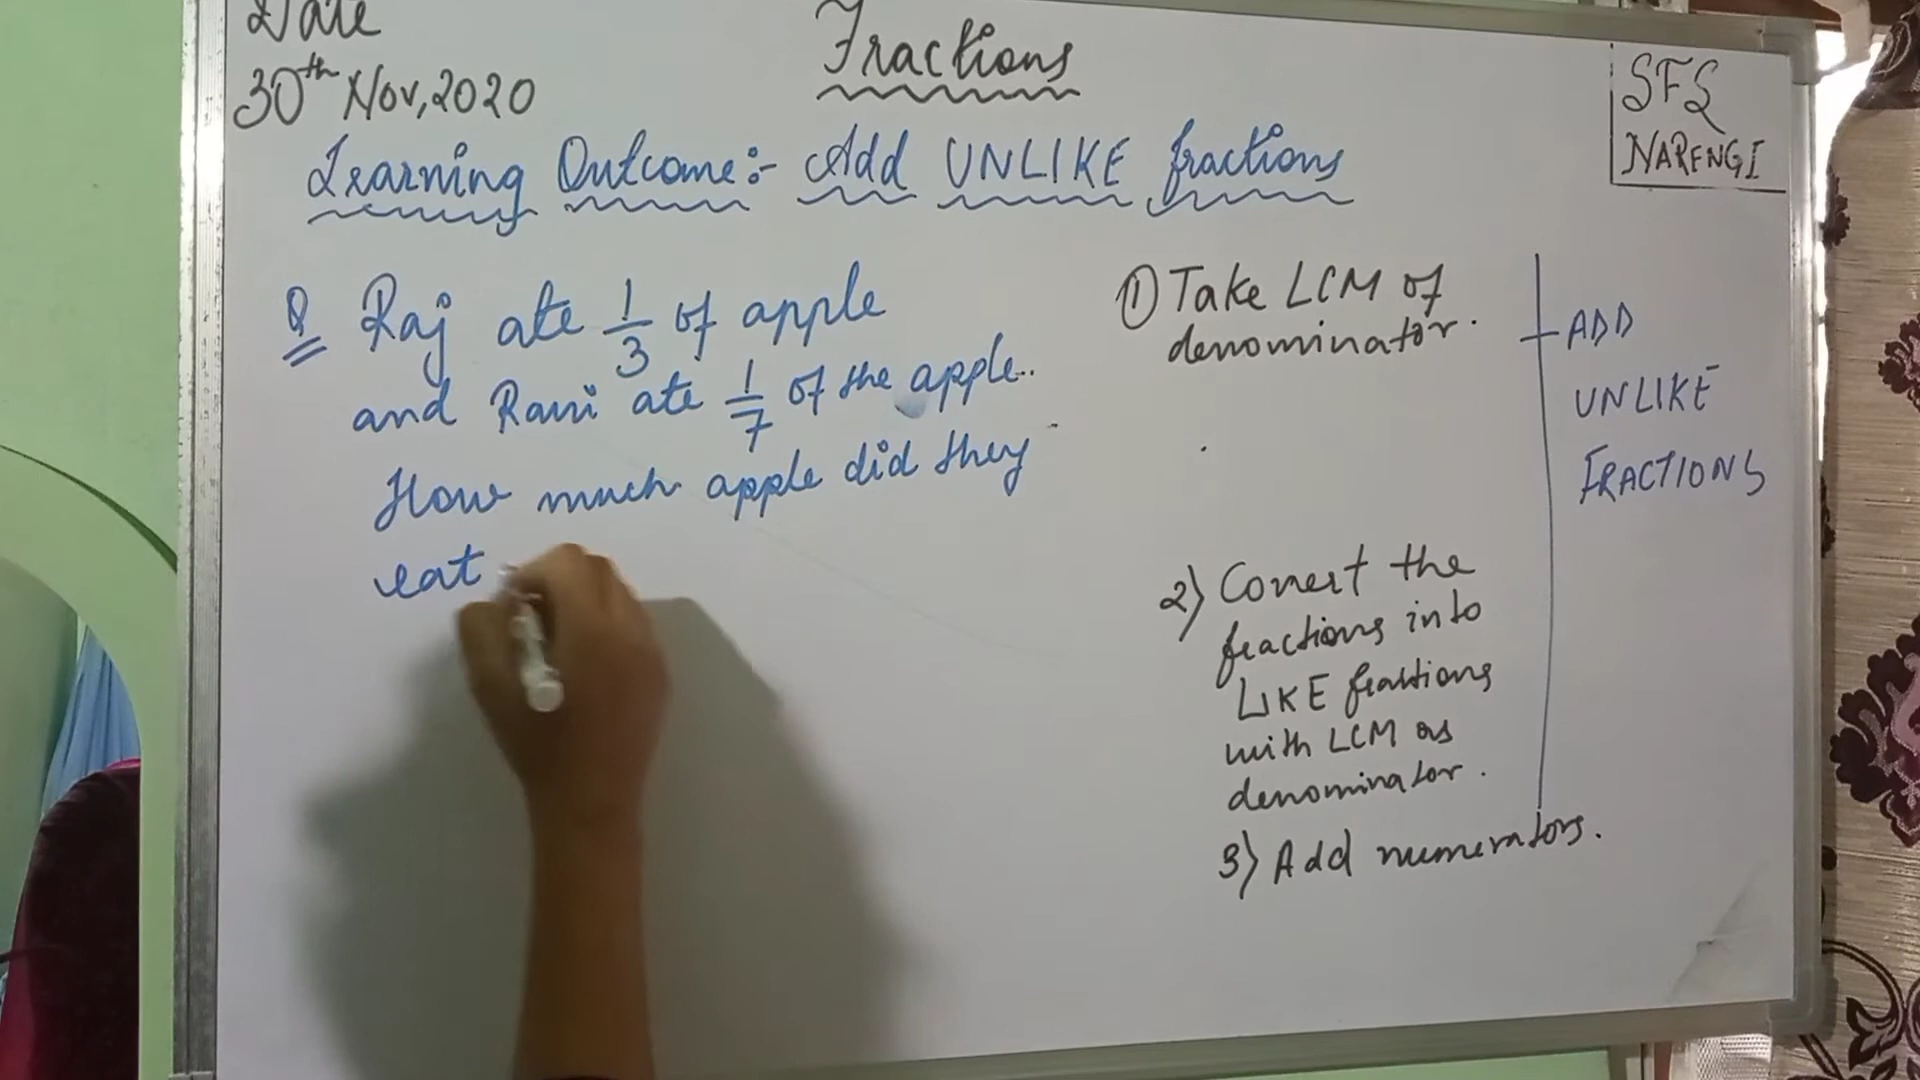 Date
30th Nov, 2020
Fractions
SFS
NARENGI
Learning Outcome:- Add UNLIKE fractions
Q Raj ate 1/3 of apple
and Ravi ate 1/7 of the apple.
How much apple did they
eat
1) Take LCM of
denominator.
2) Convert the
fractions into
LIKE fractions
with LCM as
denominator.
3) Add numerators.
ADD
UNLIKE
FRACTIONS